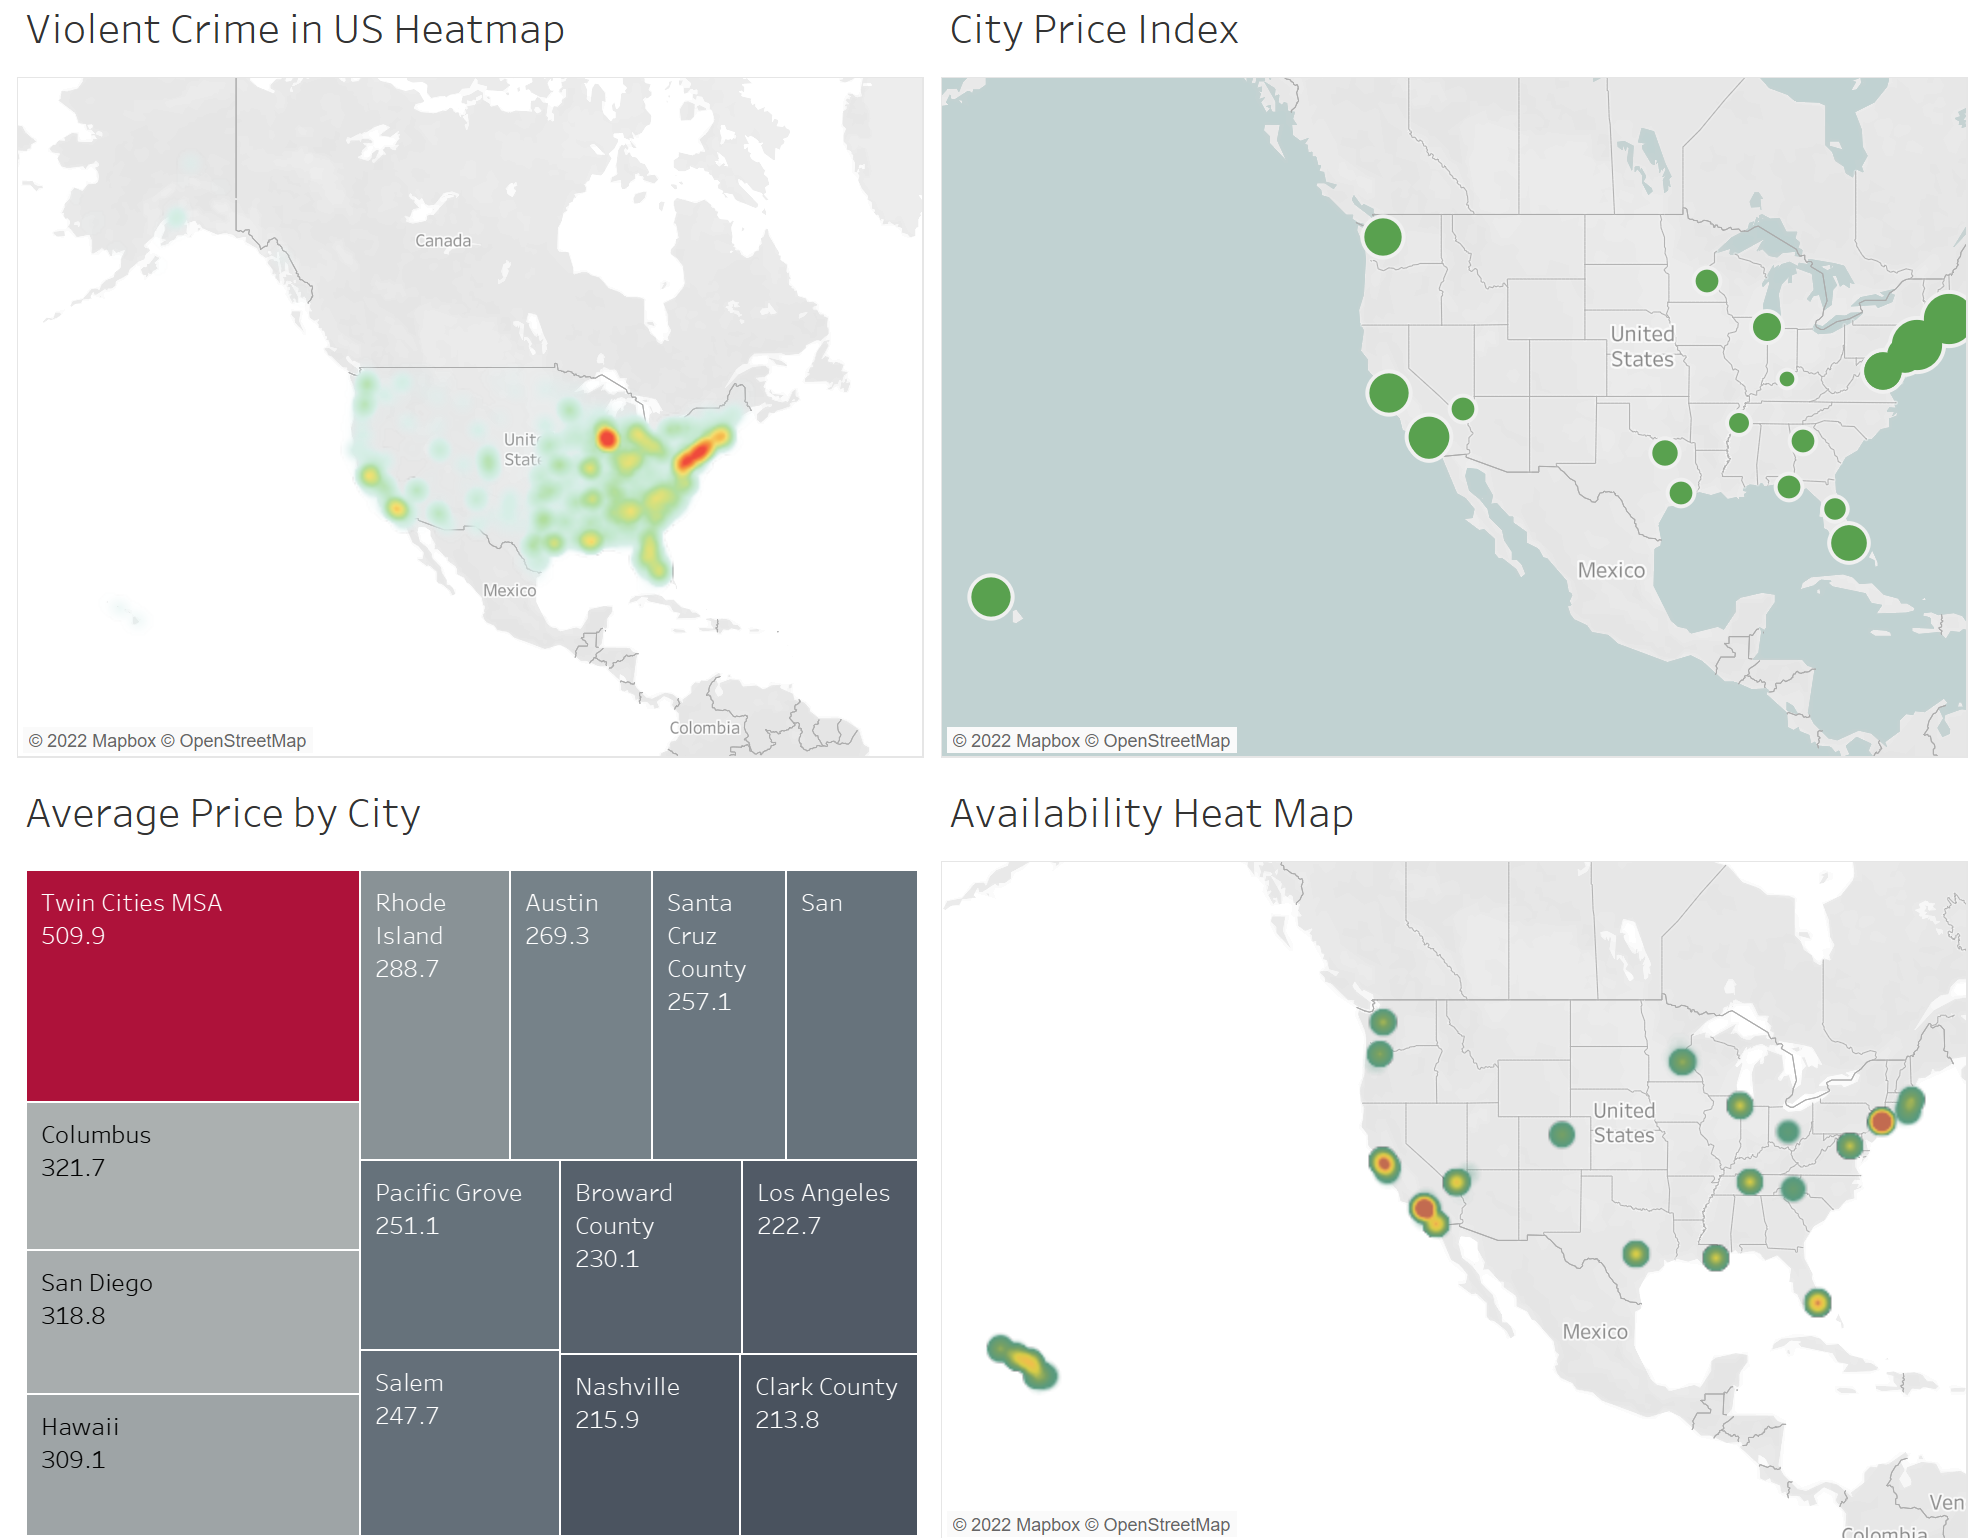 Violent Crime in US Heatmap
City Price Index
Canada
Unit
Stat
Mexico
Colombia
© 2022 Mapbox © OpenStreetMap
United
States
Mexico
© 2022 Mapbox © OpenStreetMap
Average Price by City
Availability Heat Map
Twin Cities MSA
509.9
Columbus
321.7
San Diego
318.8
Hawaii
309.1
Rhode
Island
288.7
Austin
269.3
Santa
Cruz
County
257.1
San
Pacific Grove
251.1
Salem
247.7
Broward
County
230.1
Los Angeles
222.7
Nashville
215.9
Clark County
213.8
United
States
Mexico
Ven
Colombia
© 2022 Mapbox © OpenStreetMap